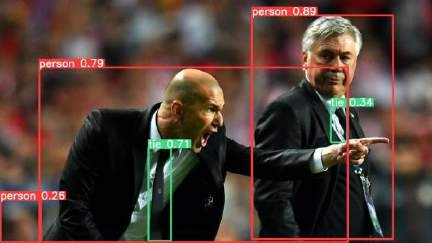 person 0.89
person 0.79
tie 0.34
tie 0.71
person 0.26